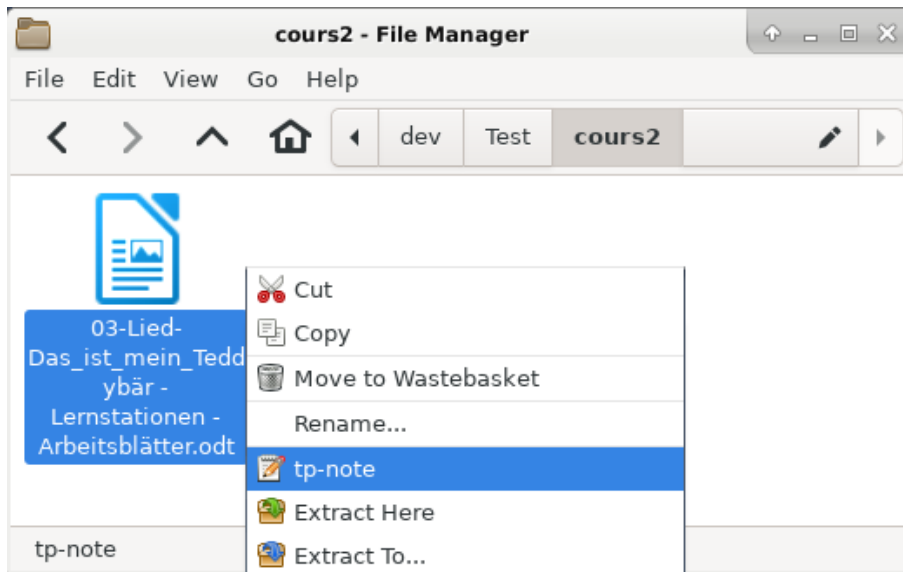 cours2 - File Manager
File Edit View Go Help
dev Test cours2
03-Lied-
Das_ist_mein_Tedd
ybär -
Lernstationen -
Arbeitsblätter.odt
Cut
Copy
Move to Wastebasket
Rename...
tp-note
Extract Here
Extract To...
tp-note